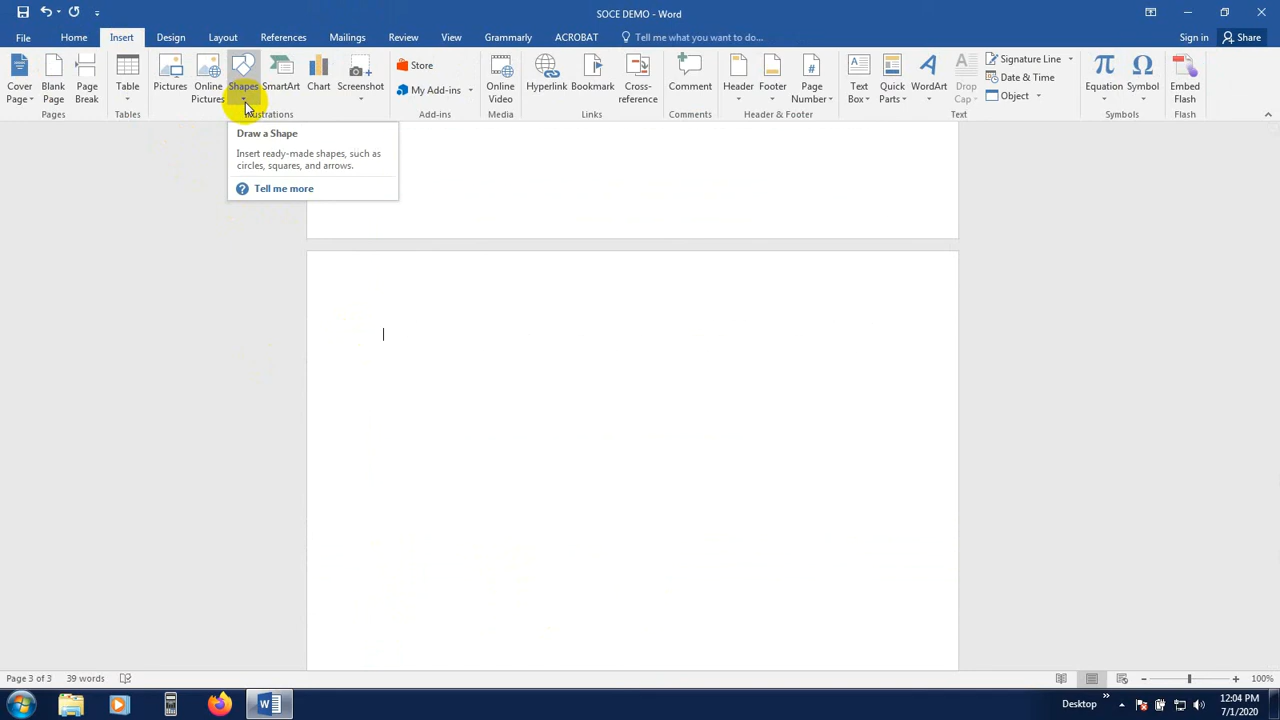 SOCE DEMO - Word
File Home Insert Design Layout References Mailings Review View Grammarly ACROBAT Tell me what you want to do... Sign in Share
Cover Page
Blank Page
Page Break
Table
Pictures
Online Pictures
Shapes
SmartArt
Chart
Screenshot
Store
My Add-ins
Online Video
Hyperlink
Bookmark
Cross-reference
Comment
Header
Footer
Page Number
Text Box
Quick Parts
WordArt
Drop Cap
Signature Line
Date & Time
Object
Equation
Symbol
Embed Flash
Pages Tables Illustrations Add-ins Media Links Comments Header & Footer Text Symbols Flash
Draw a Shape
Insert ready-made shapes, such as
circles, squares, and arrows.
Tell me more
Page 3 of 3 39 words 100%
Desktop
12:04 PM
7/1/2020